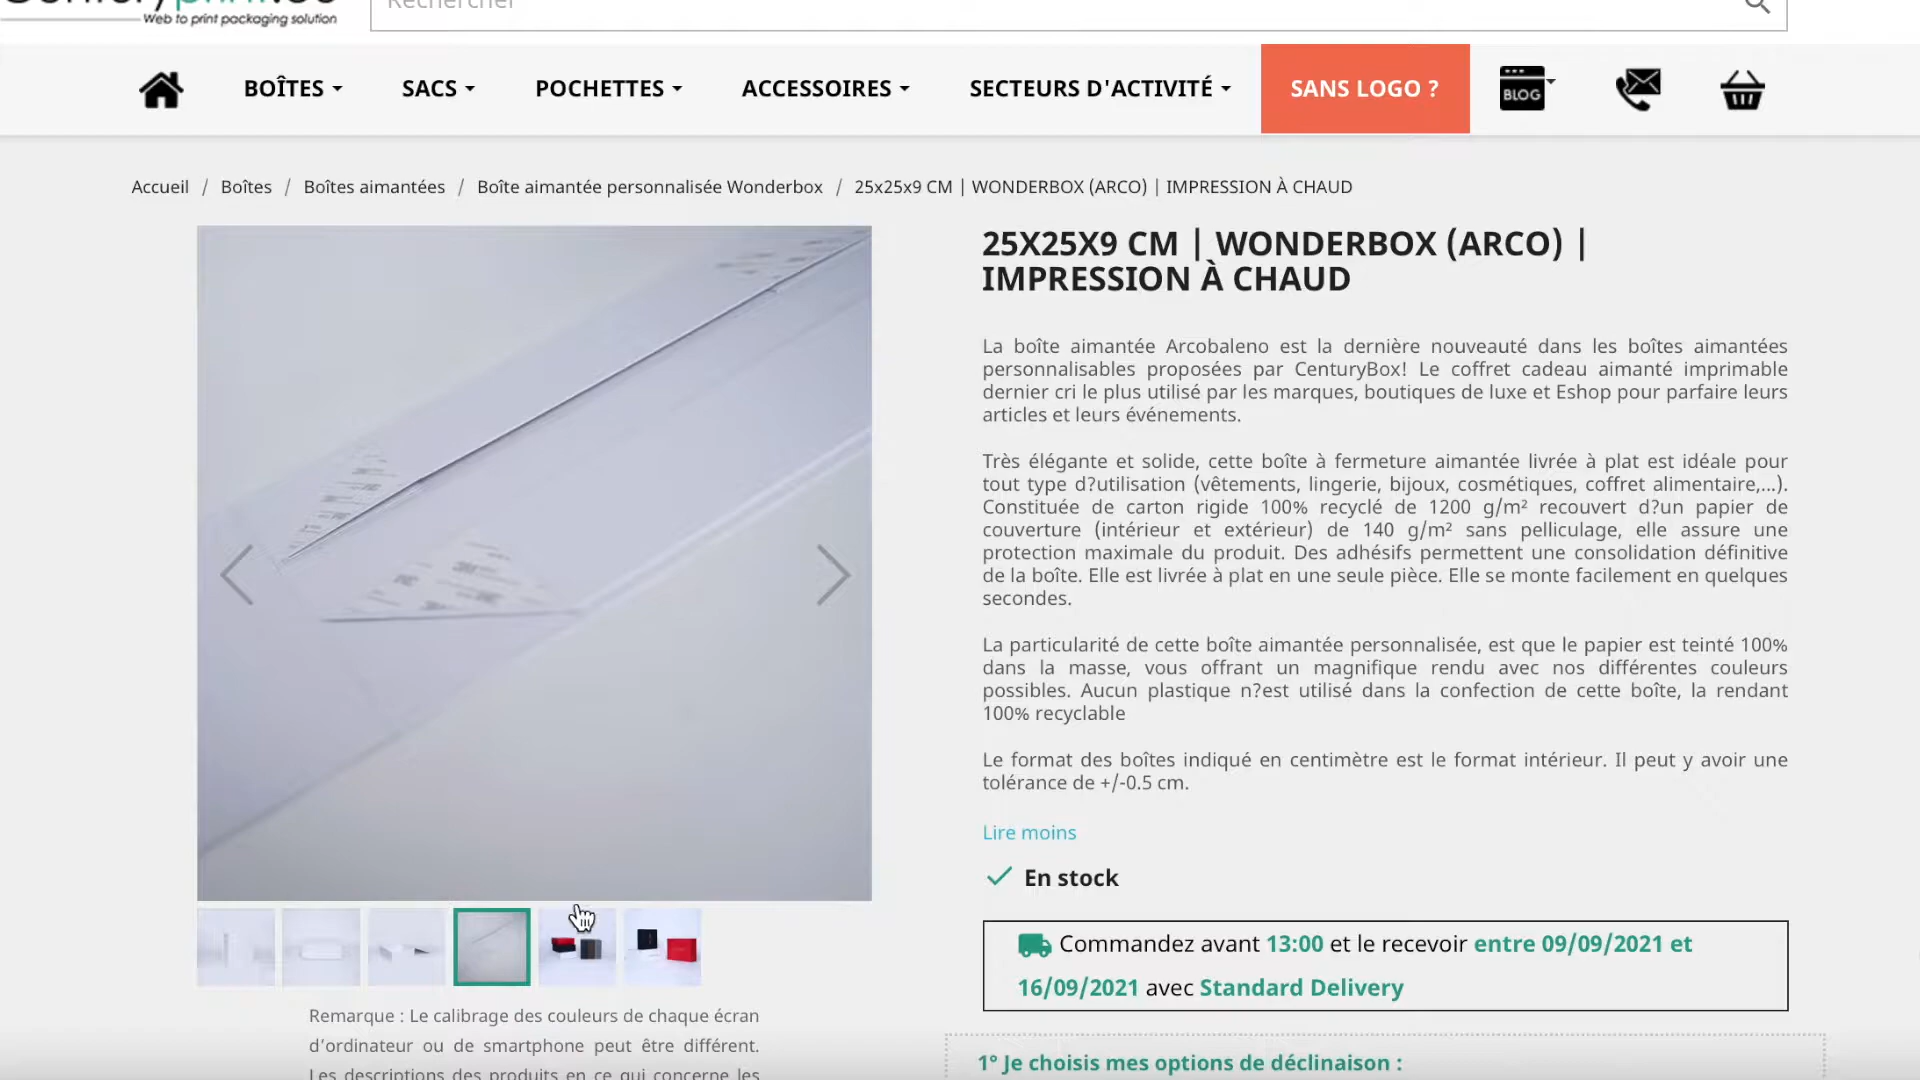 Web to print packaging solution
Rechercher
BOÎTES
SACS
POCHETTES
ACCESSOIRES
SECTEURS D'ACTIVITÉ
SANS LOGO ?
BLOG
Accueil / Boîtes / Boîtes aimantées / Boîte aimantée personnalisée Wonderbox / 25x25x9 CM | WONDERBOX (ARCO) | IMPRESSION À CHAUD
25X25X9 CM | WONDERBOX (ARCO) |
IMPRESSION À CHAUD
La boîte aimantée Arcobaleno est la dernière nouveauté dans les boîtes aimantées
personnalisables proposées par CenturyBox! Le coffret cadeau aimanté imprimable
dernier cri le plus utilisé par les marques, boutiques de luxe et Eshop pour parfaire leurs
articles et leurs événements.
Très élégante et solide, cette boîte à fermeture aimantée livrée à plat est idéale pour
tout type d?utilisation (vêtements, lingerie, bijoux, cosmétiques, coffret alimentaire,...).
Constituée de carton rigide 100% recyclé de 1200 g/m² recouvert d?un papier de
couverture (intérieur et extérieur) de 140 g/m² sans pelliculage, elle assure une
protection maximale du produit. Des adhésifs permettent une consolidation définitive
de la boîte. Elle est livrée à plat en une seule pièce. Elle se monte facilement en quelques
secondes.
La particularité de cette boîte aimantée personnalisée, est que le papier est teinté 100%
dans la masse, vous offrant un magnifique rendu avec nos différentes couleurs
possibles. Aucun plastique n?est utilisé dans la confection de cette boîte, la rendant
100% recyclable
Le format des boîtes indiqué en centimètre est le format intérieur. Il peut y avoir une
tolérance de +/-0.5 cm.
Lire moins
En stock
Commandez avant 13:00 et le recevoir entre 09/09/2021 et
16/09/2021 avec Standard Delivery
Remarque : Le calibrage des couleurs de chaque écran
d’ordinateur ou de smartphone peut être différent.
Les descriptions des produits en ce qui concerne les
1° Je choisis mes options de déclinaison :